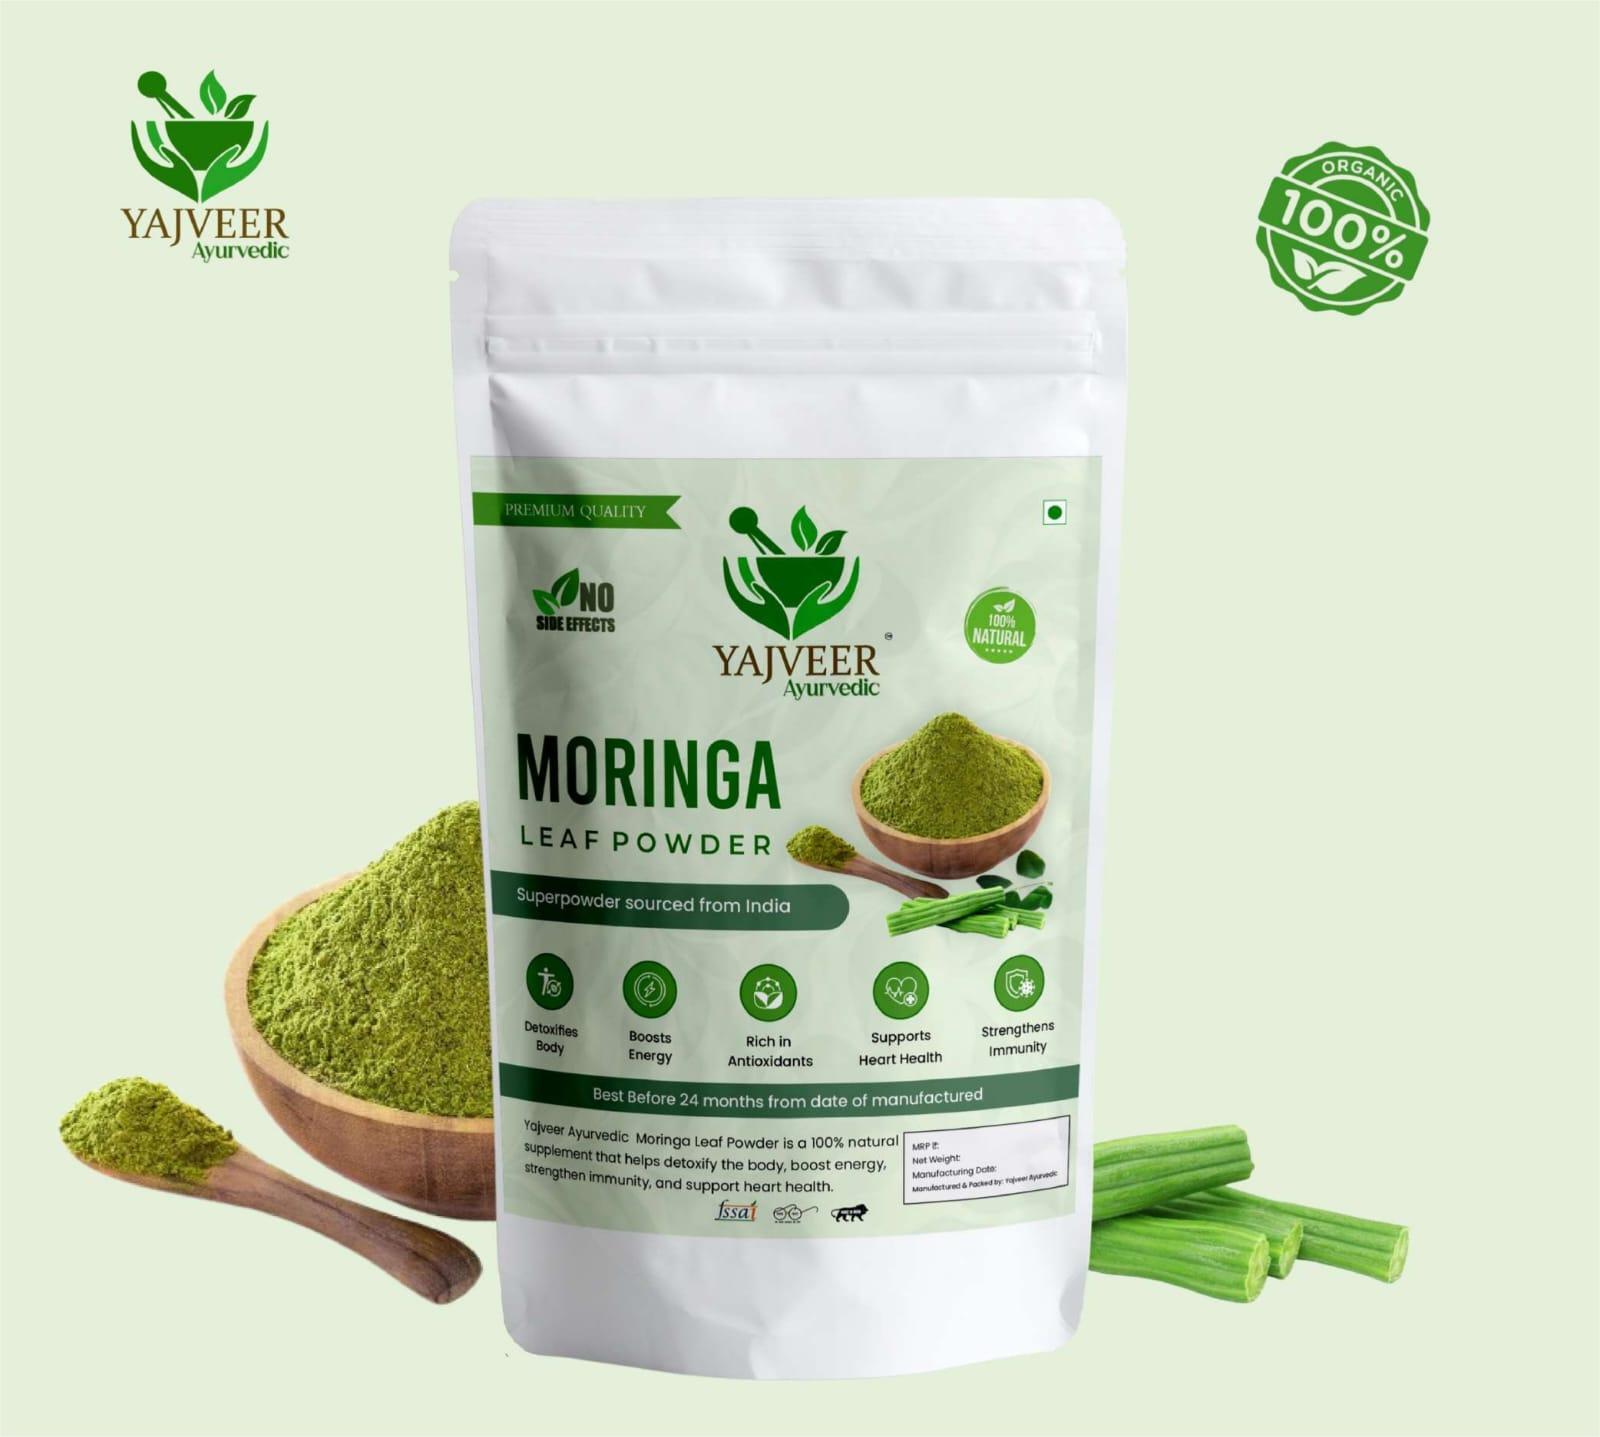 YAJVEER
Ayurvedic
ORGANIC
100%
PREMIUM QUALITY
NO
SIDE EFFECTS
YAJVEER
Ayurvedic
100%
NATURAL
MORINGA
LEAF POWDER
Superpowder sourced from India
Detoxifies
Body
Boosts
Energy
Rich in
Antioxidants
Supports
Heart Health
Strengthens
Immunity
Best Before 24 months from date of manufactured
Yajveer Ayurvedic Moringa Leaf Powder is a 100% natural
supplement that helps detoxify the body, boost energy,
strengthen immunity, and support heart health.
MRP ₹:
Net Weight:
Manufacturing Date:
Manufactured & Packed by: Yajveer Ayurvedic
fssai